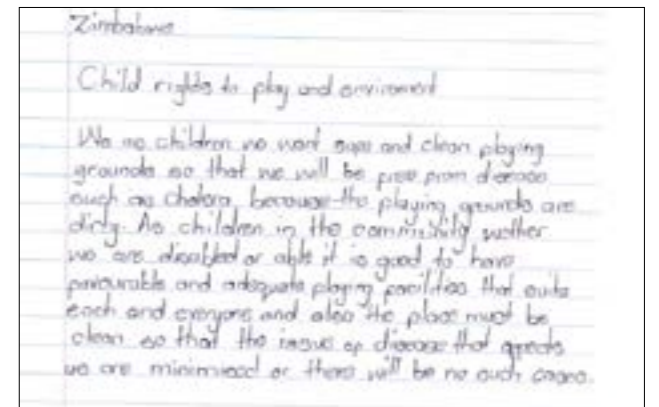 Zimbabwe
Child rights to play and enviroment
We as children we want safe and clean playing
grounds so that we will be free from disease
such as cholera, because the playing grounds are
dirty. As children in the community wether
we are disabled or able it is good to have
favourable and adequate playing facilities that suits
each and everyone and also the place must be
clean so that the issue of disease that affects
us are minimised or there will be no such cases.